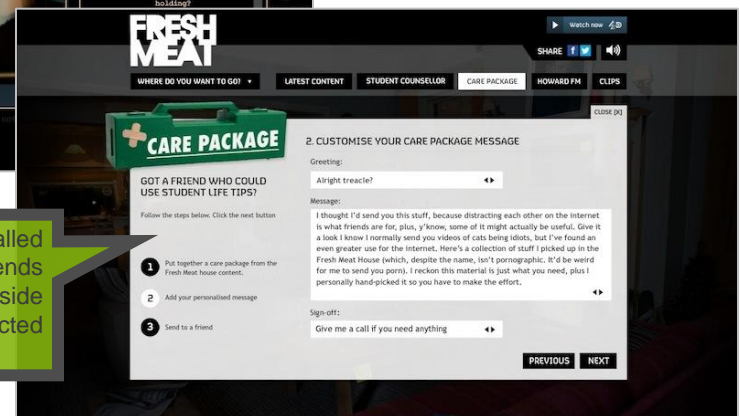 holding?
FRESH
MEAT
Watch now 4oD
SHARE
WHERE DO YOU WANT TO GO?
LATEST CONTENT
STUDENT COUNSELLOR
CARE PACKAGE
HOWARD FM
CLIPS
CLOSE [X]
CARE PACKAGE
GOT A FRIEND WHO COULD
USE STUDENT LIFE TIPS?
Follow the steps below. Click the next button
1 Put together a care package from the
Fresh Meat house content.
2 Add your personalised message
3 Send to a friend
2. CUSTOMISE YOUR CARE PACKAGE MESSAGE
Greeting:
Alright treacle?
Message:
I thought I'd send you this stuff, because distracting each other on the internet
is what friends are for, plus, y'know, some of it might actually be useful. Give it
a look I know I normally send you videos of cats being idiots, but I've found an
even greater use for the internet. Here's a collection of stuff I picked up in the
Fresh Meat House (which, despite the name, isn't pornographic. It'd be weird
for me to send you porn). I reckon this material is just what you need, plus I
personally hand-picked it so you have to make the effort.
Sign-off:
Give me a call if you need anything
PREVIOUS NEXT
alled
ends
side
cted